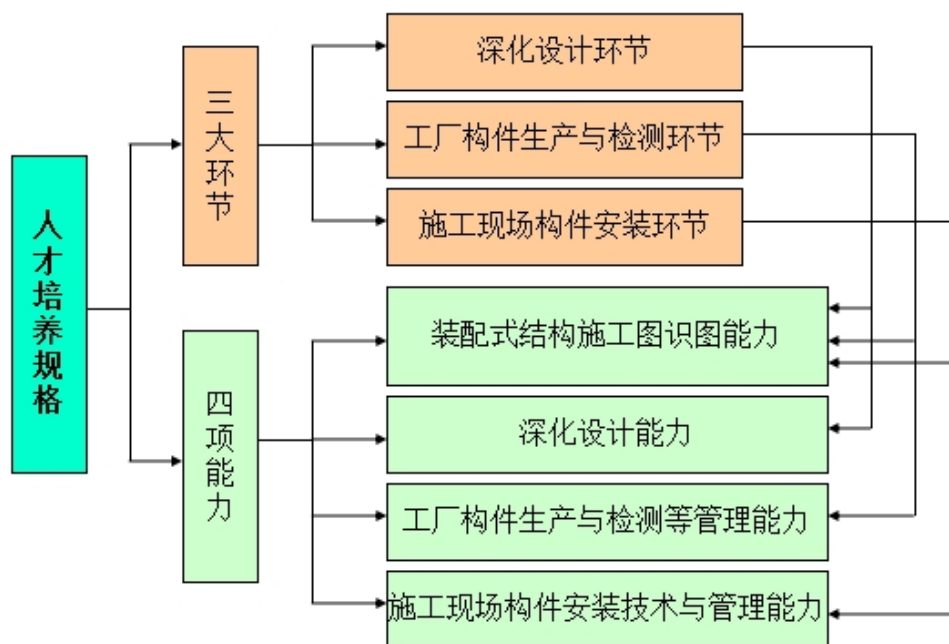 人才培养规格
三大环节
深化设计环节
工厂构件生产与检测环节
施工现场构件安装环节
四项能力
装配式结构施工图识图能力
深化设计能力
工厂构件生产与检测等管理能力
施工现场构件安装技术与管理能力